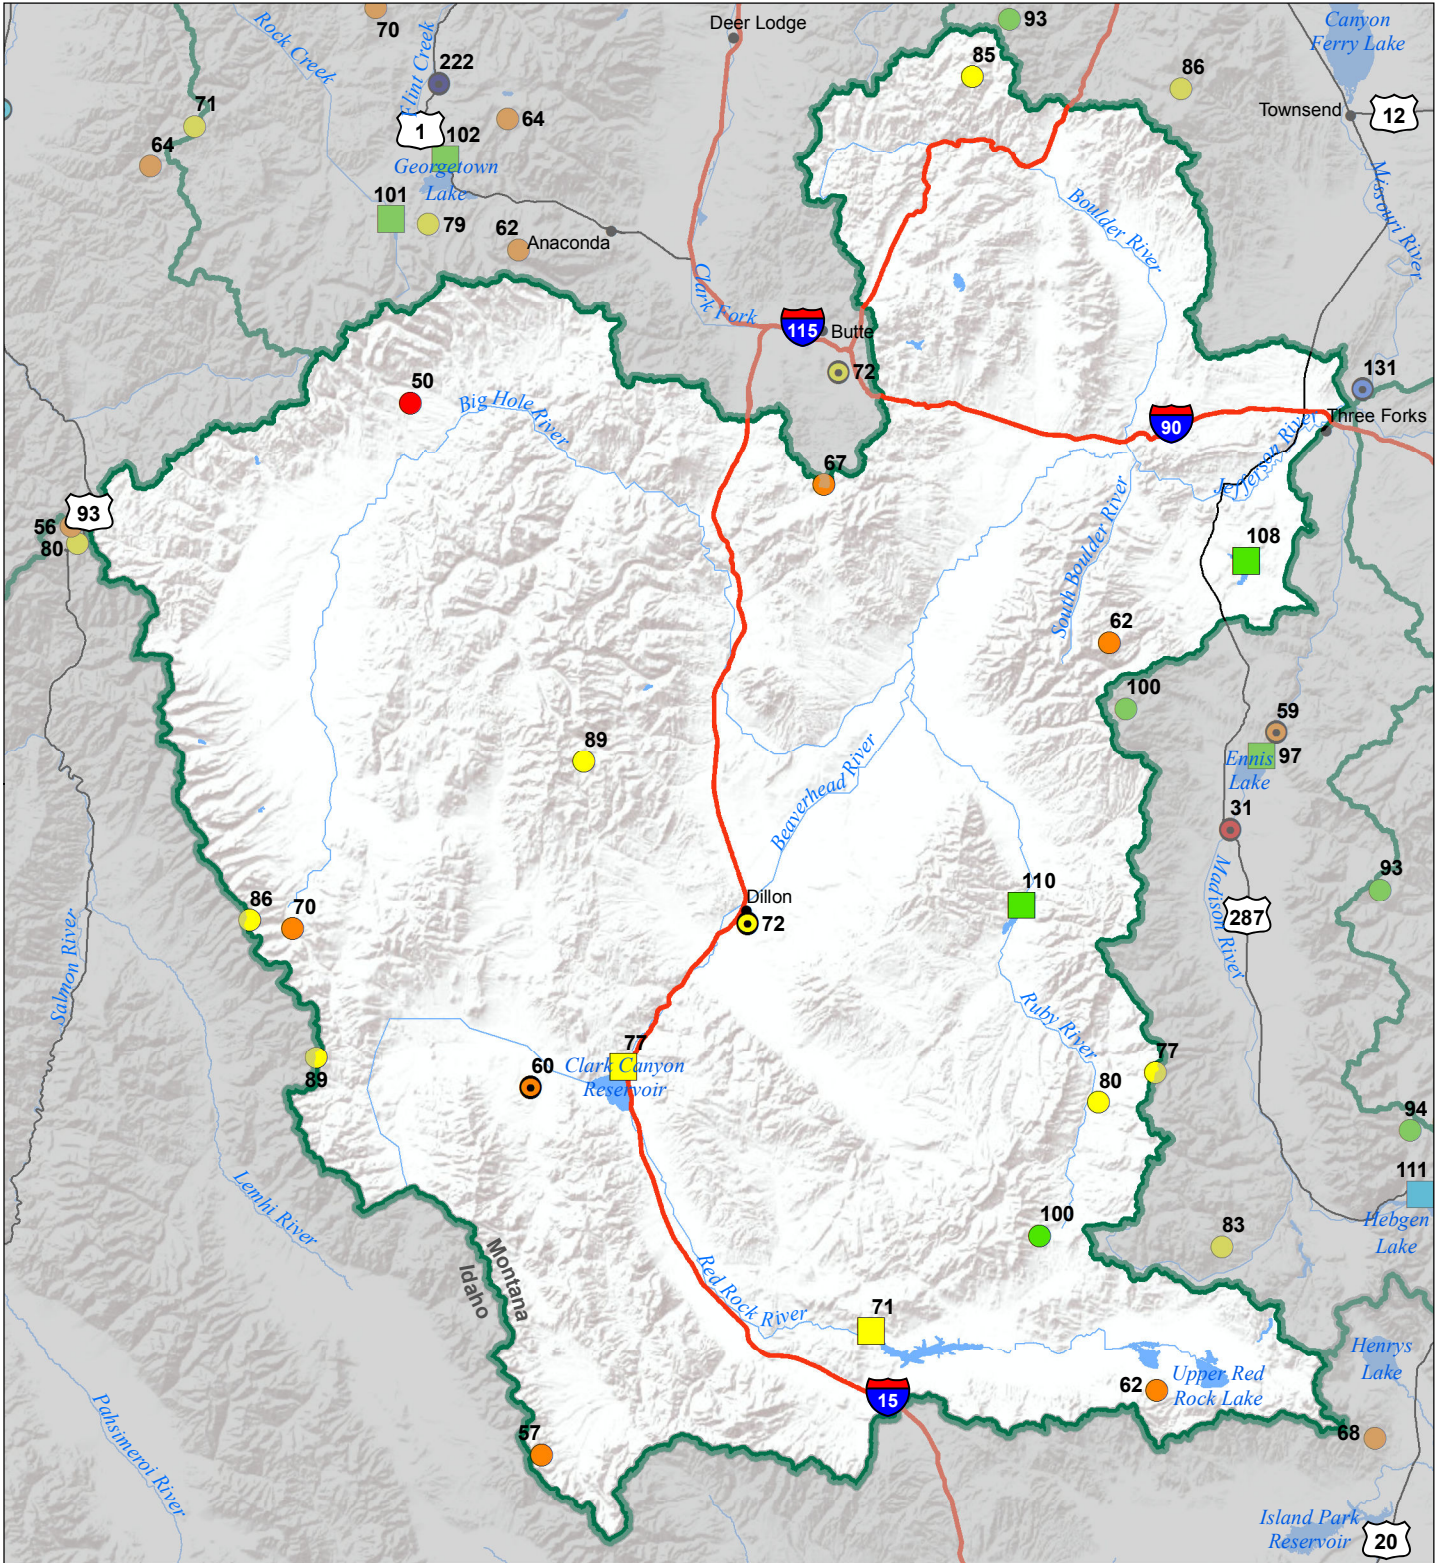 70
Rock Creek
Flint Creek
222
Deer Lodge
93
85
86
Canyon
Ferry Lake
Townsend
12
71
64
1
102
64
Georgetown
Lake
101
79
62
Anaconda
Clark Fork
115
Butte
72
Boulder River
Missouri River
131
Three Forks
90
Jefferson River
50
Big Hole River
67
93
56
80
South Boulder River
108
62
100
59
Ennis
Lake
97
31
89
Beaverhead River
Madison River
93
287
110
Dillon
72
86
70
Salmon River
Ruby River
77
80
77
Clark Canyon
Reservoir
60
89
94
111
Hebgen
Lake
83
100
Lemhi River
Montana
Idaho
Red Rock River
71
Henrys
Lake
Upper Red
Rock Lake
62
15
68
57
Pahsimeroi River
Island Park
Reservoir
20